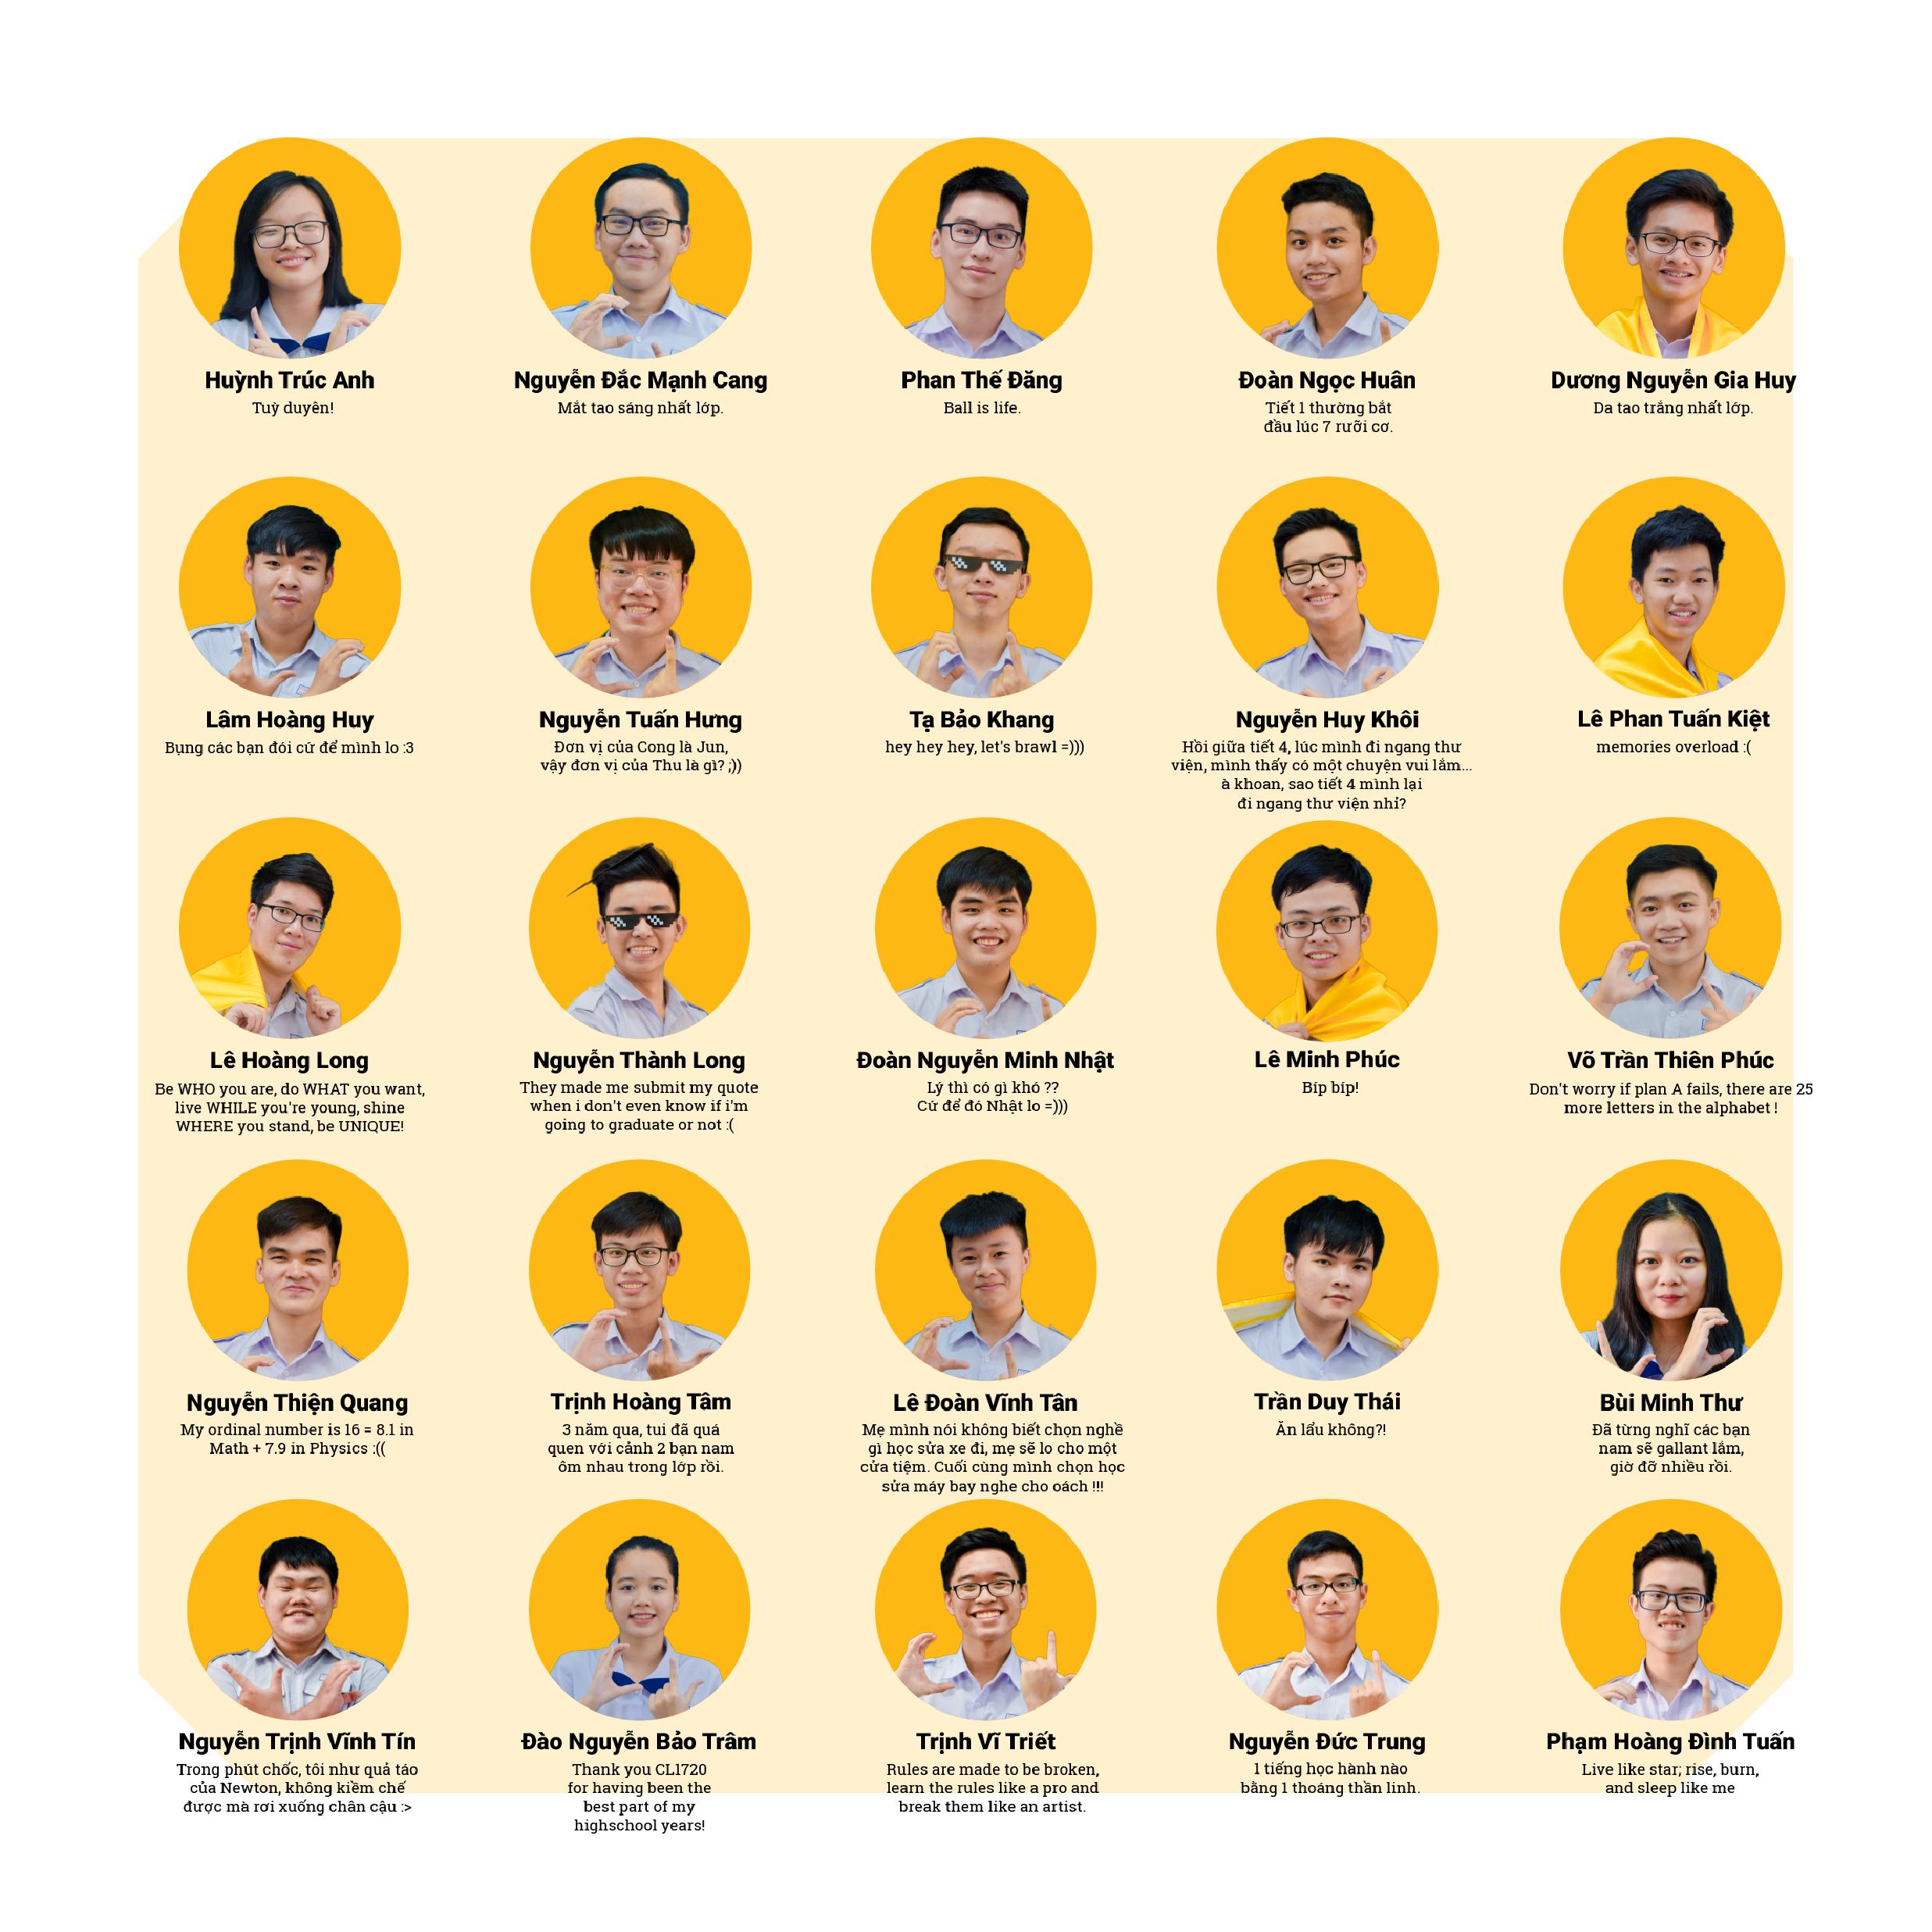 Huỳnh Trúc Anh
Tuỳ duyên!
Nguyễn Đắc Mạnh Cang
Mắt tao sáng nhất lớp.
Phan Thế Đăng
Ball is life.
Đoàn Ngọc Huân
Tiết 1 thường bắt
đầu lúc 7 rưỡi cơ.
Dương Nguyễn Gia Huy
Da tao trắng nhất lớp.
Lâm Hoàng Huy
Bụng các bạn đói cứ để mình lo :3
Nguyễn Tuấn Hưng
Đơn vị của Cong là Jun,
vậy đơn vị của Thu là gì? ;))
Tạ Bảo Khang
hey hey hey, let's brawl =)))
Nguyễn Huy Khôi
Hồi giữa tiết 4, lúc mình đi ngang thư
viện, mình thấy có một chuyện vui lắm...
à khoan, sao tiết 4 mình lại
đi ngang thư viện nhỉ?
Lê Phan Tuấn Kiệt
memories overload :(
Lê Hoàng Long
Be WHO you are, do WHAT you want,
live WHILE you're young, shine
WHERE you stand, be UNIQUE!
Nguyễn Thành Long
They made me submit my quote
when i don't even know if i'm
going to graduate or not :(
Đoàn Nguyễn Minh Nhật
Lý thì có gì khó ??
Cứ để đó Nhật lo =)))
Lê Minh Phúc
Bíp bíp!
Võ Trần Thiên Phúc
Don't worry if plan A fails, there are 25
more letters in the alphabet !
Nguyễn Thiện Quang
My ordinal number is 16 = 8.1 in
Math + 7.9 in Physics :((
Trịnh Hoàng Tâm
3 năm qua, tui đã quá
quen với cảnh 2 bạn nam
ôm nhau trong lớp rồi.
Lê Đoàn Vĩnh Tân
Mẹ mình nói không biết chọn nghề
gì học sửa xe đi, mẹ sẽ lo cho một
cửa tiệm. Cuối cùng mình chọn học
sửa máy bay nghe cho oách !!!
Trần Duy Thái
Ăn lẩu không?!
Bùi Minh Thư
Đã từng nghĩ các bạn
nam sẽ gallant lắm,
giờ đỡ nhiều rồi.
Nguyễn Trịnh Vĩnh Tín
Trong phút chốc, tôi như quả táo
của Newton, không kiềm chế
được mà rơi xuống chân cậu :>
Đào Nguyễn Bảo Trâm
Thank you CL1720
for having been the
best part of my
highschool years!
Trịnh Vĩ Triết
Rules are made to be broken,
learn the rules like a pro and
break them like an artist.
Nguyễn Đức Trung
1 tiếng học hành nào
bằng 1 thoáng thần linh.
Phạm Hoàng Đình Tuấn
Live like star; rise, burn,
and sleep like me